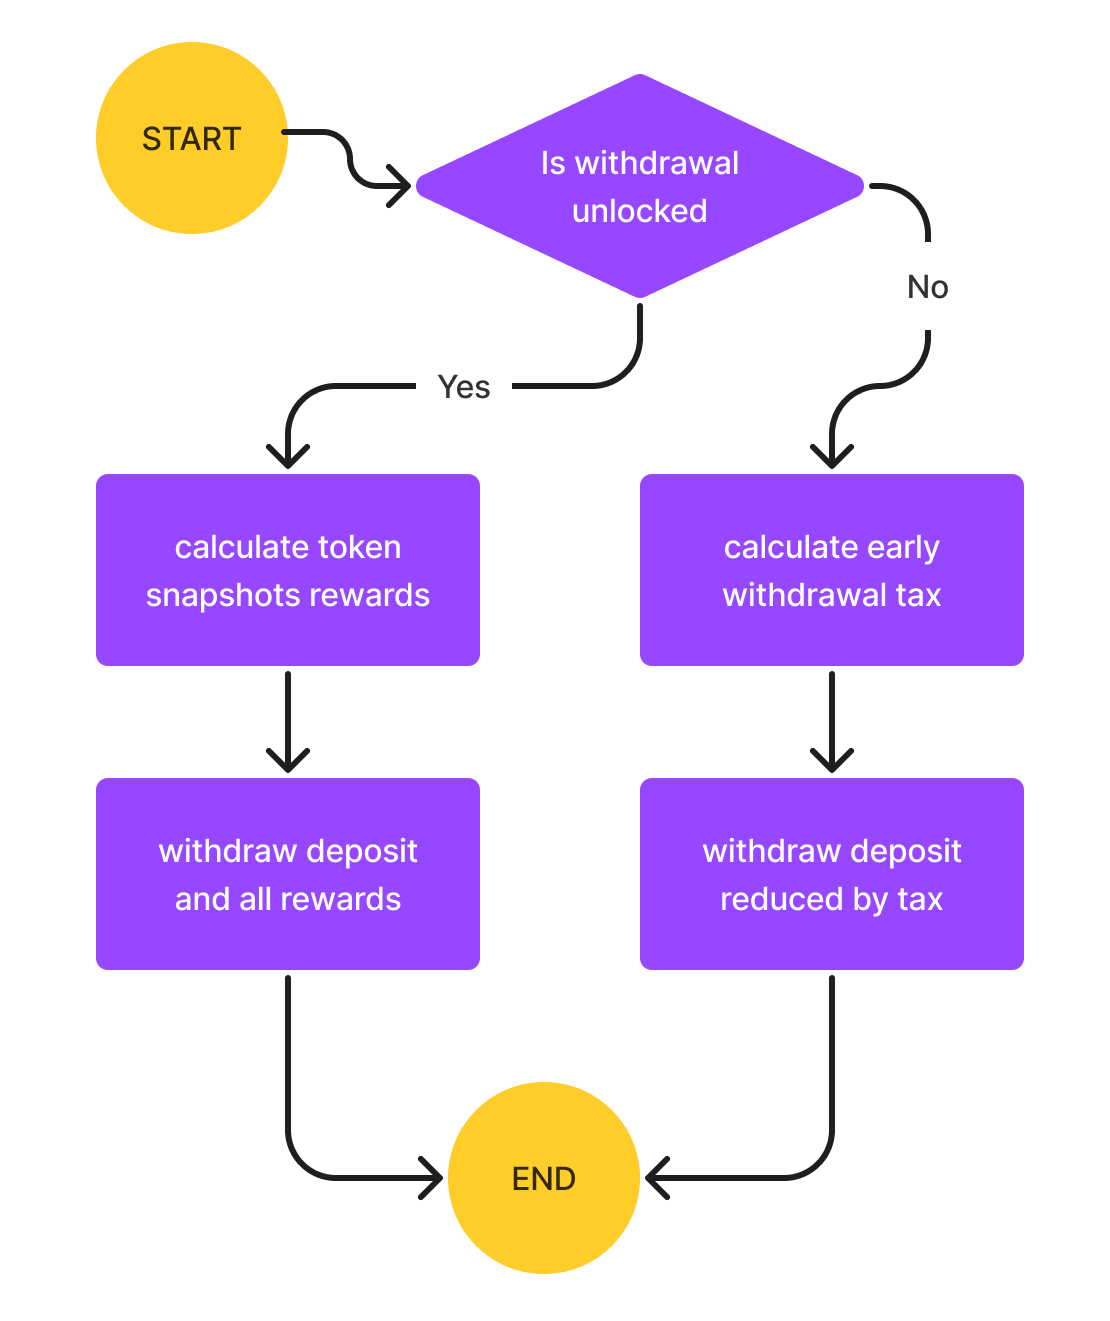 START
Is withdrawal
unlocked
No
Yes
calculate token
snapshots rewards
calculate early
withdrawal tax
withdraw deposit
and all rewards
withdraw deposit
reduced by tax
END